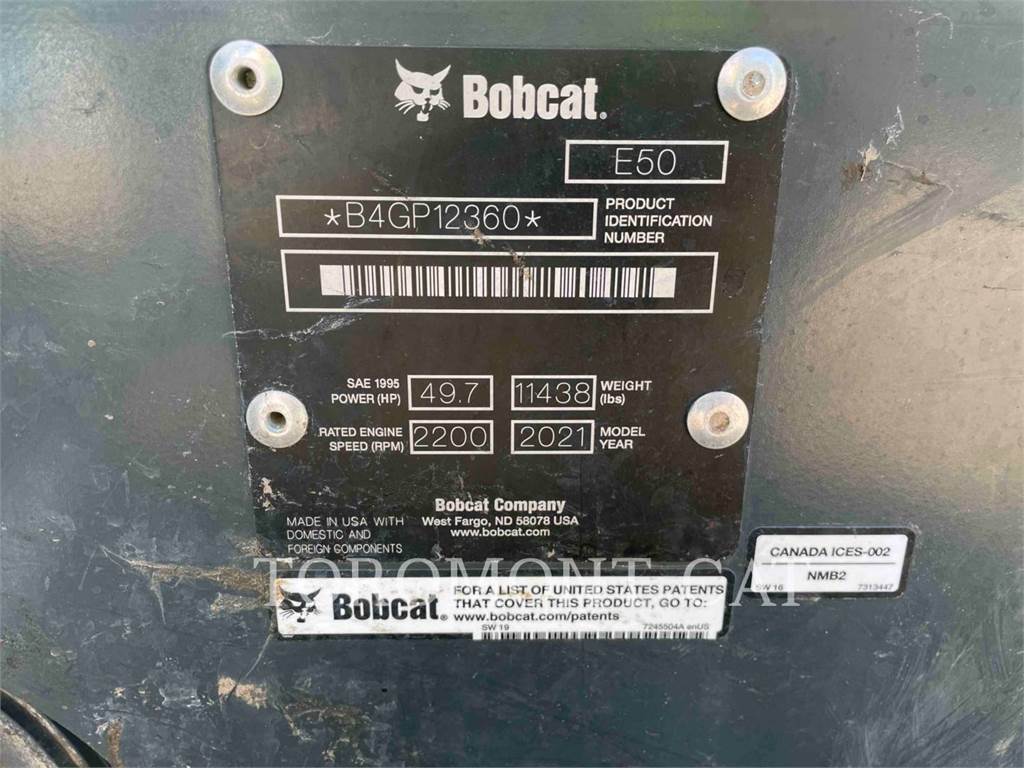 Bobcat.
E50
*B4GP12360*
PRODUCT
IDENTIFICATION
NUMBER
SAE 1995
POWER (HP)
49.7
11438
WEIGHT
(lbs)
RATED ENGINE
SPEED (RPM)
2200
2021
MODEL
YEAR
Bobcat Company
West Fargo, ND 58078 USA
www.bobcat.com
MADE IN USA WITH
DOMESTIC AND
FOREIGN COMPONENTS
CANADA ICES-002
NMB2
SW 16 7313447
TOROMONT CAT
Bobcat.
FOR A LIST OF UNITED STATES PATENTS
THAT COVER THIS PRODUCT, GO TO:
www.bobcat.com/patents
SW 19 7245504A enUS